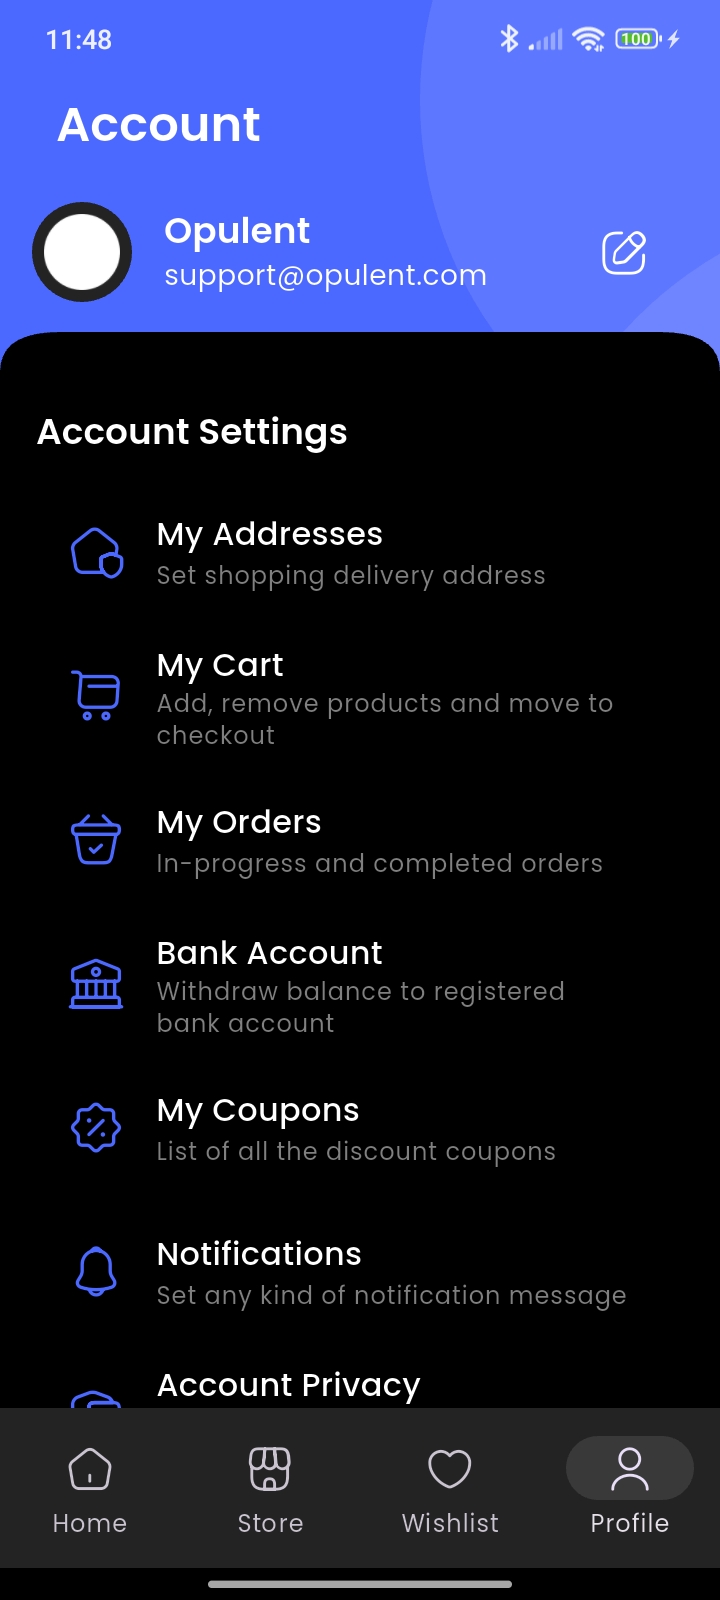 11:48
100
Account
Opulent
support@opulent.com
Account Settings
My Addresses
Set shopping delivery address
My Cart
Add, remove products and move to
checkout
My Orders
In-progress and completed orders
Bank Account
Withdraw balance to registered
bank account
My Coupons
List of all the discount coupons
Notifications
Set any kind of notification message
Account Privacy
Home
Store
Wishlist
Profile